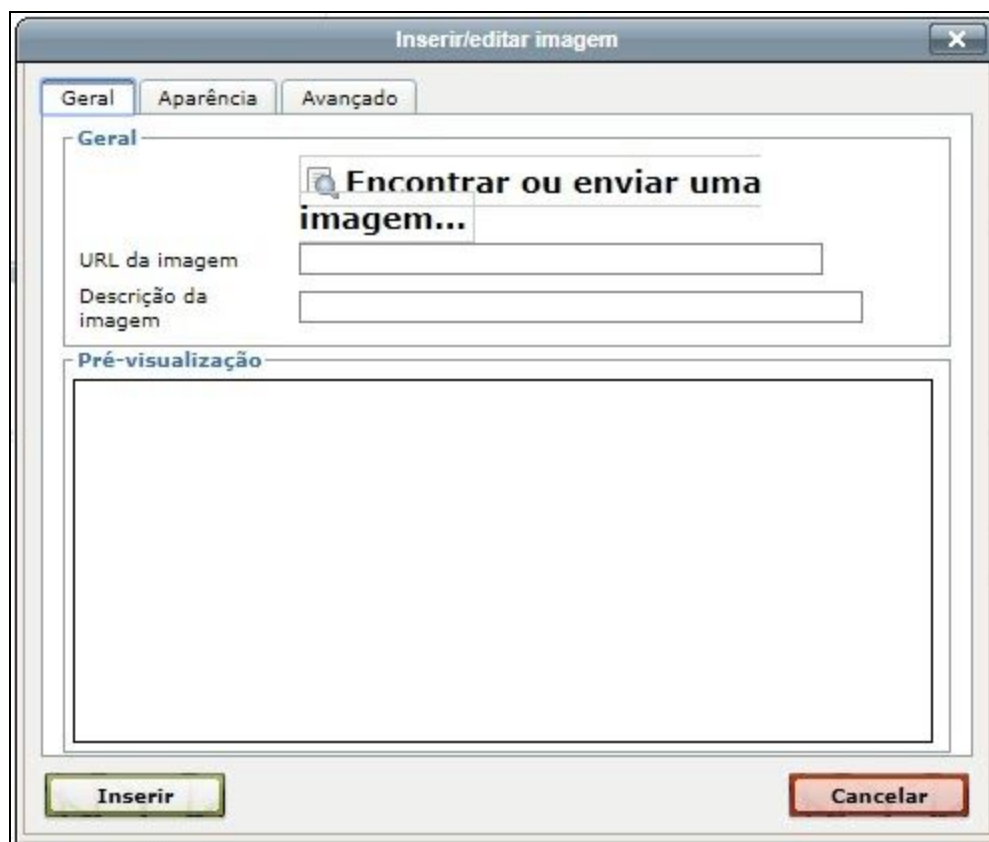 Inserir/editar imagem
Geral Aparência Avançado
Geral
Encontrar ou enviar uma
imagem...
URL da imagem
Descrição da
imagem
Pré-visualização
Inserir Cancelar